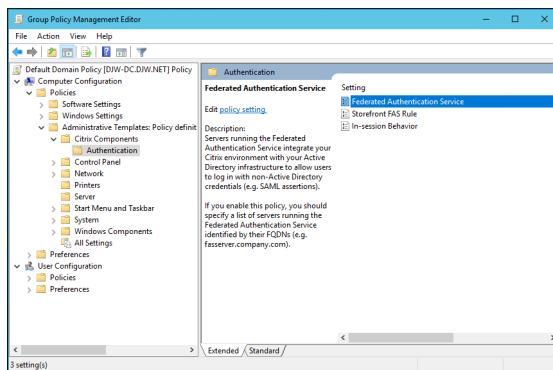 Group Policy Management Editor
File Action View Help
Default Domain Policy [DJW-DC.DJW.NET] Policy
Computer Configuration
Policies
Software Settings
Windows Settings
Administrative Templates: Policy definit
Citrix Components
Authentication
Control Panel
Network
Printers
Server
Start Menu and Taskbar
System
Windows Components
All Settings
Preferences
User Configuration
Policies
Preferences
Authentication
Federated Authentication Service
Edit policy setting
Description:
Servers running the Federated
Authentication Service integrate your
Citrix environment with your Active
Directory infrastructure to allow users
to log in with non-Active Directory
credentials (e.g. SAML assertions).
If you enable this policy, you should
specify a list of servers running the
Federated Authentication Service
identified by their FQDNs (e.g.
fasserver.company.com).
Setting
Federated Authentication Service
Storefront FAS Rule
In-session Behavior
Extended Standard
3 setting(s)